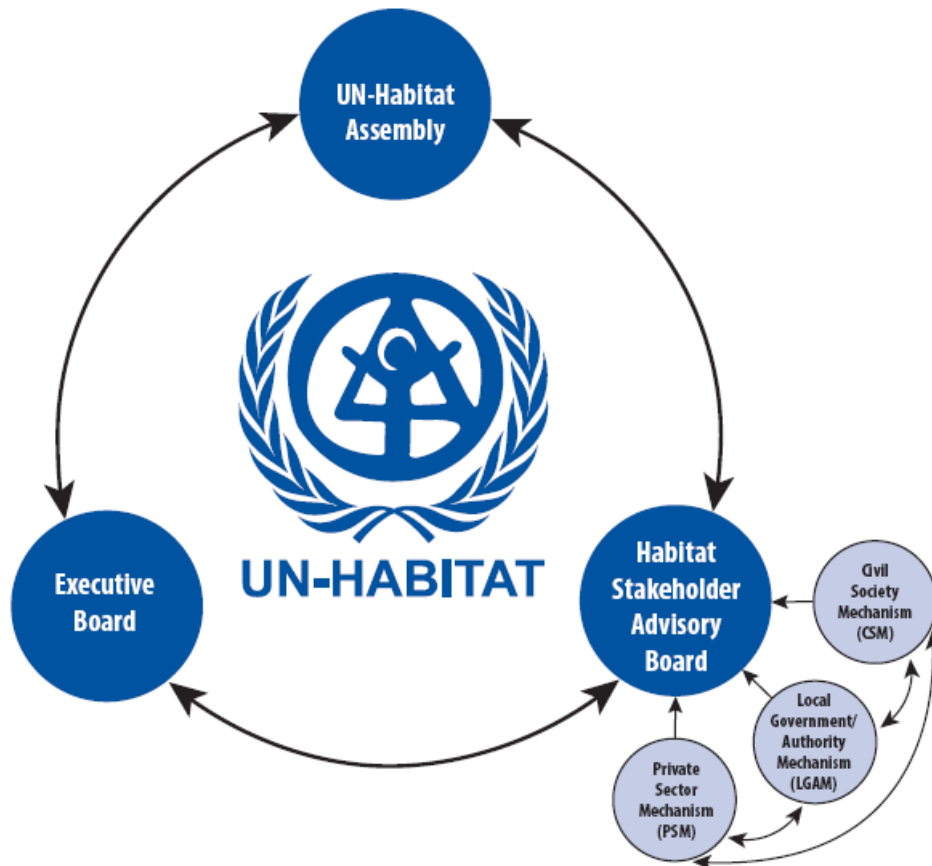 UN-Habitat
Assembly
UN-HABITAT
Executive
Board
Habitat
Stakeholder
Advisory
Board
Civil
Society
Mechanism
(CSM)
Local
Government/
Authority
Mechanism
(LGAM)
Private
Sector
Mechanism
(PSM)